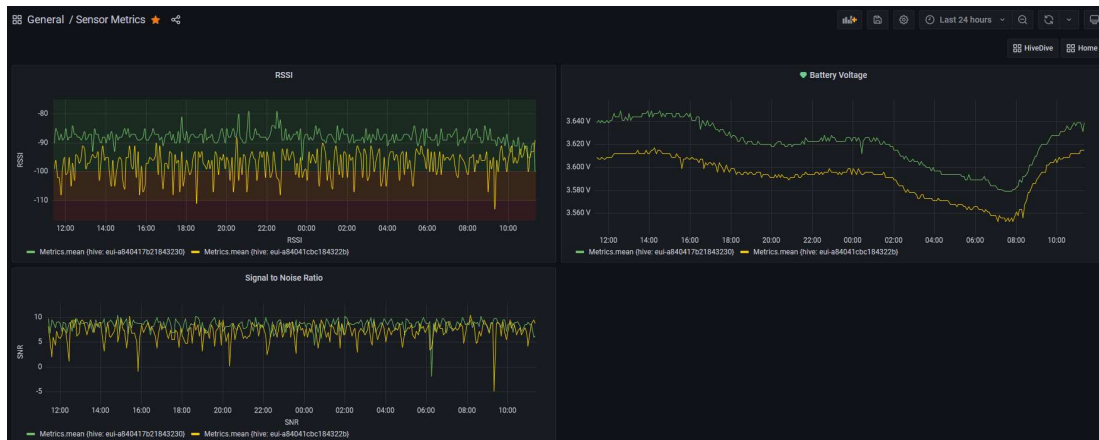 General / Sensor Metrics
Last 24 hours
HiveDive Home
RSSI
-80
-90
-100
-110
RSSI
12:00 14:00 16:00 18:00 20:00 22:00 00:00 02:00 04:00 06:00 08:00 10:00
RSSI
Metrics.mean {hive: eui-a840417b21843230} Metrics.mean {hive: eui-a84041cbc184322b}
Battery Voltage
3.640 V
3.620 V
3.600 V
3.580 V
3.560 V
12:00 14:00 16:00 18:00 20:00 22:00 00:00 02:00 04:00 06:00 08:00 10:00
Metrics.mean {hive: eui-a840417b21843230} Metrics.mean {hive: eui-a84041cbc184322b}
Signal to Noise Ratio
10
5
0
-5
SNR
12:00 14:00 16:00 18:00 20:00 22:00 00:00 02:00 04:00 06:00 08:00 10:00
SNR
Metrics.mean {hive: eui-a840417b21843230} Metrics.mean {hive: eui-a84041cbc184322b}